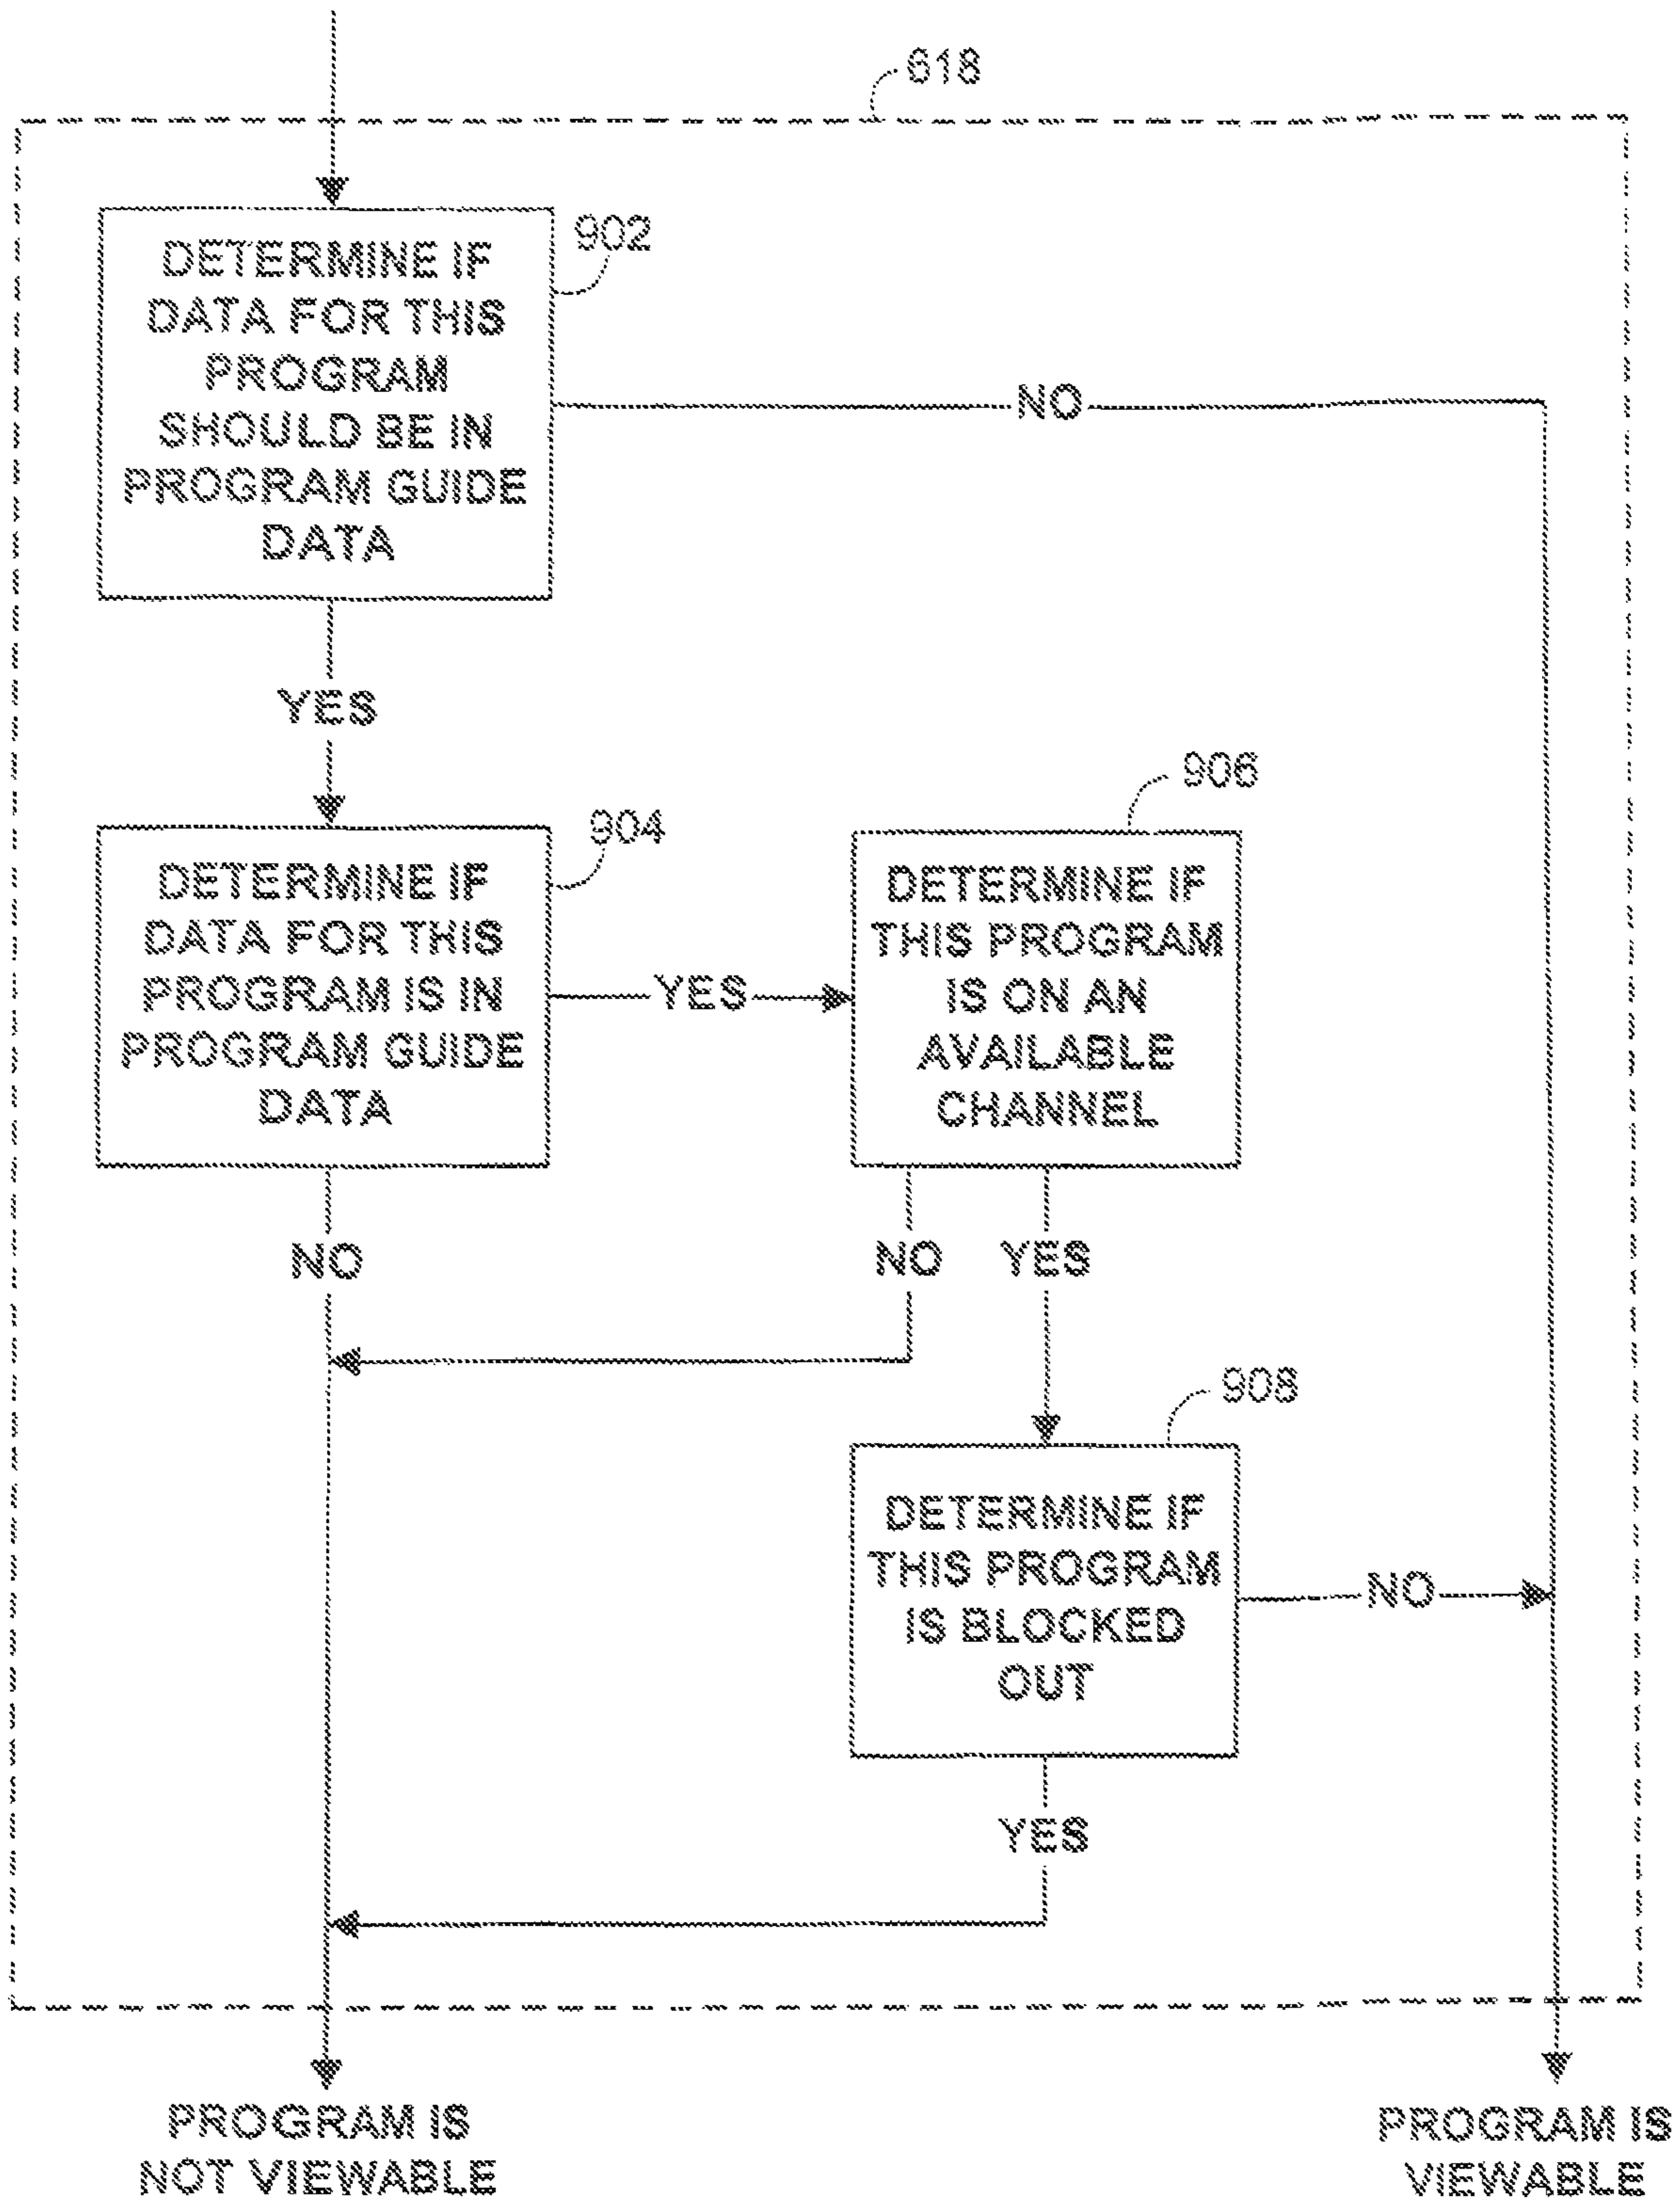 618
902
DETERMINE IF
DATA FOR THIS
PROGRAM
SHOULD BE IN
PROGRAM GUIDE
DATA
NO
YES
904
DETERMINE IF
DATA FOR THIS
PROGRAM IS IN
PROGRAM GUIDE
DATA
YES
906
DETERMINE IF
THIS PROGRAM
IS ON AN
AVAILABLE
CHANNEL
NO
NO
YES
908
DETERMINE IF
THIS PROGRAM
IS BLOCKED
OUT
NO
YES
PROGRAM IS
NOT VIEWABLE
PROGRAM IS
VIEWABLE